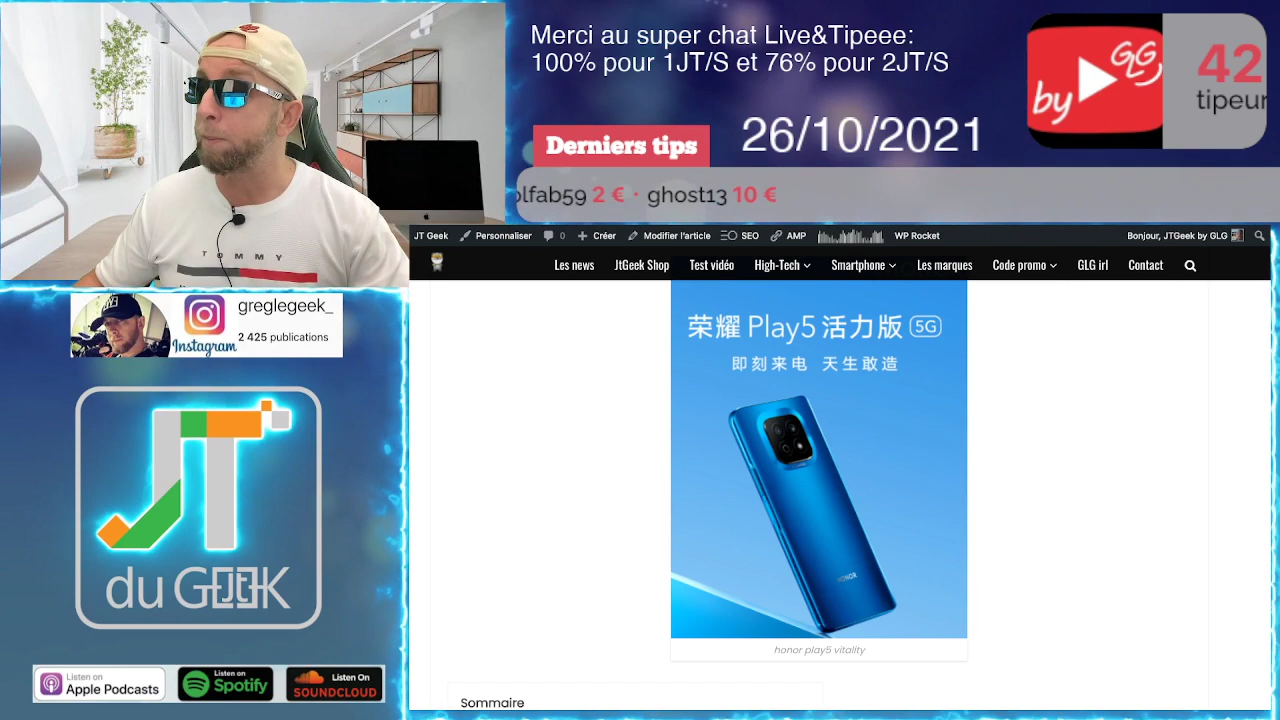 Merci au super chat Live&Tipeee:
100% pour 1JT/S et 76% pour 2JT/S
by GLG
42
tipeur
Derniers tips
26/10/2021
olfab59 2 € · ghost13 10 €
TOMMY
JT Geek Personnaliser 0 Créer Modifier l'article SEO AMP WP Rocket Bonjour, JTGeek by GLG
Les news JtGeek Shop Test vidéo High-Tech Smartphone Les marques Code promo GLG irl Contact
greglegeek_
Instagram
2 425 publications
荣耀 Play5 活力版 5G
即刻来电 天生敢造
HONOR
honor play5 vitality
Sommaire
JT
du GEEK
Listen on
Apple Podcasts
Listen on
Spotify
Listen On
SOUNDCLOUD